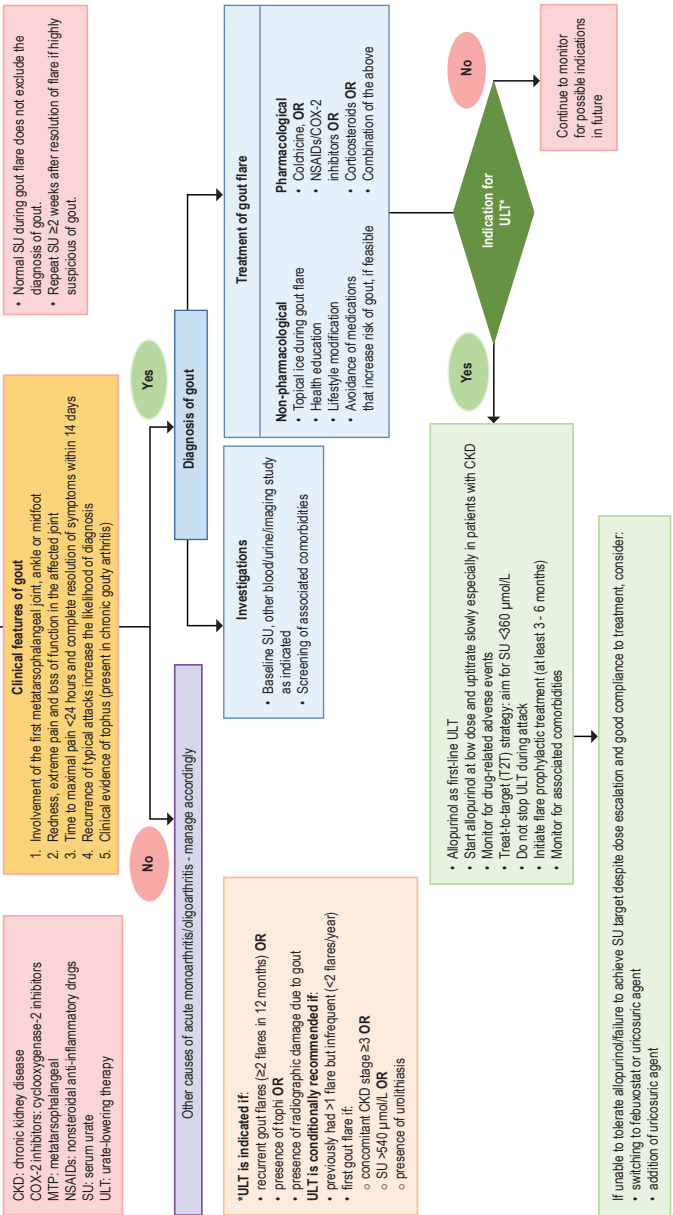 CKD: chronic kidney disease
COX-2 inhibitors: cyclooxygenase-2 inhibitors
MTP: metatarsophalangeal
NSAIDs: nonsteroidal anti-inflammatory drugs
SU: serum urate
ULT: urate-lowering therapy
Clinical features of gout
1. Involvement of the first metatarsophalangeal joint, ankle or midfoot
2. Redness, extreme pain and loss of function in the affected joint
3. Time to maximal pain <24 hours and complete resolution of symptoms within 14 days
4. Recurrence of typical attacks increase the likelihood of diagnosis
5. Clinical evidence of tophus (present in chronic gouty arthritis)
• Normal SU during gout flare does not exclude the
diagnosis of gout.
• Repeat SU ≥2 weeks after resolution of flare if highly
suspicious of gout.
No
Yes
Other causes of acute monoarthritis/oligoarthritis - manage accordingly
Diagnosis of gout
Investigations
• Baseline SU, other blood/urine/imaging study
as indicated
• Screening of associated comorbidities
Treatment of gout flare
Non-pharmacological
• Topical ice during gout flare
• Health education
• Lifestyle modification
• Avoidance of medications
that increase risk of gout, if feasible
Pharmacological
• Colchicine, OR
• NSAIDs/COX-2
inhibitors OR
• Corticosteroids OR
• Combination of the above
*ULT is indicated if:
• recurrent gout flares (≥2 flares in 12 months) OR
• presence of tophi OR
• presence of radiographic damage due to gout
ULT is conditionally recommended if:
• previously had >1 flare but infrequent (<2 flares/year)
• first gout flare if:
○ concomitant CKD stage ≥3 OR
○ SU >540 µmol/L OR
○ presence of urolithiasis
Indication for
ULT*
Yes
No
• Allopurinol as first-line ULT
• Start allopurinol at low dose and uptitrate slowly especially in patients with CKD
• Monitor for drug-related adverse events
• Treat-to-target (T2T) strategy: aim for SU <360 µmol/L
• Do not stop ULT during attack
• Initiate flare prophylactic treatment (at least 3 - 6 months)
• Monitor for associated comorbidities
Continue to monitor
for possible indications
in future
If unable to tolerate allopurinol/failure to achieve SU target despite dose escalation and good compliance to treatment, consider:
• switching to febuxostat or uricosuric agent
• addition of uricosuric agent